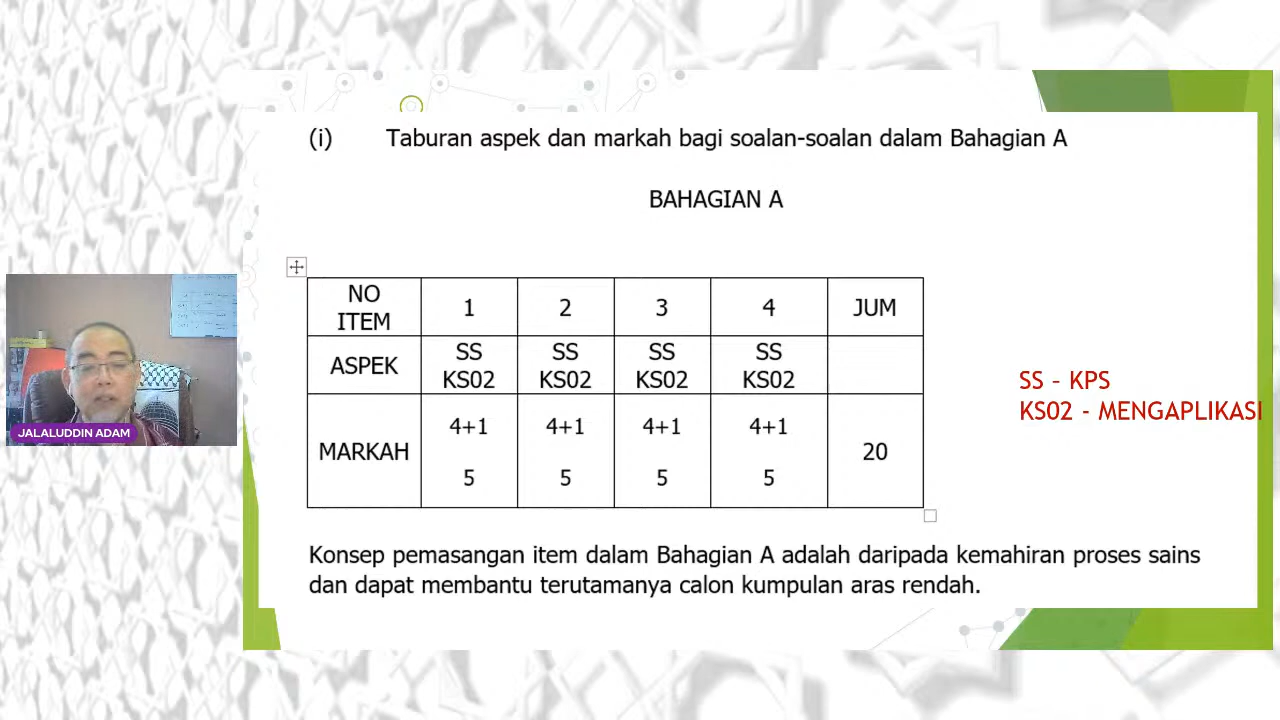 (i) Taburan aspek dan markah bagi soalan-soalan dalam Bahagian A
BAHAGIAN A
NO ITEM 1 2 3 4 JUM
ASPEK SS KS02 SS KS02 SS KS02 SS KS02
MARKAH 4+1 5 4+1 5 4+1 5 4+1 5 20
SS – KPS
KS02 - MENGAPLIKASI
Konsep pemasangan item dalam Bahagian A adalah daripada kemahiran proses sains
dan dapat membantu terutamanya calon kumpulan aras rendah.
JALALUDDIN ADAM